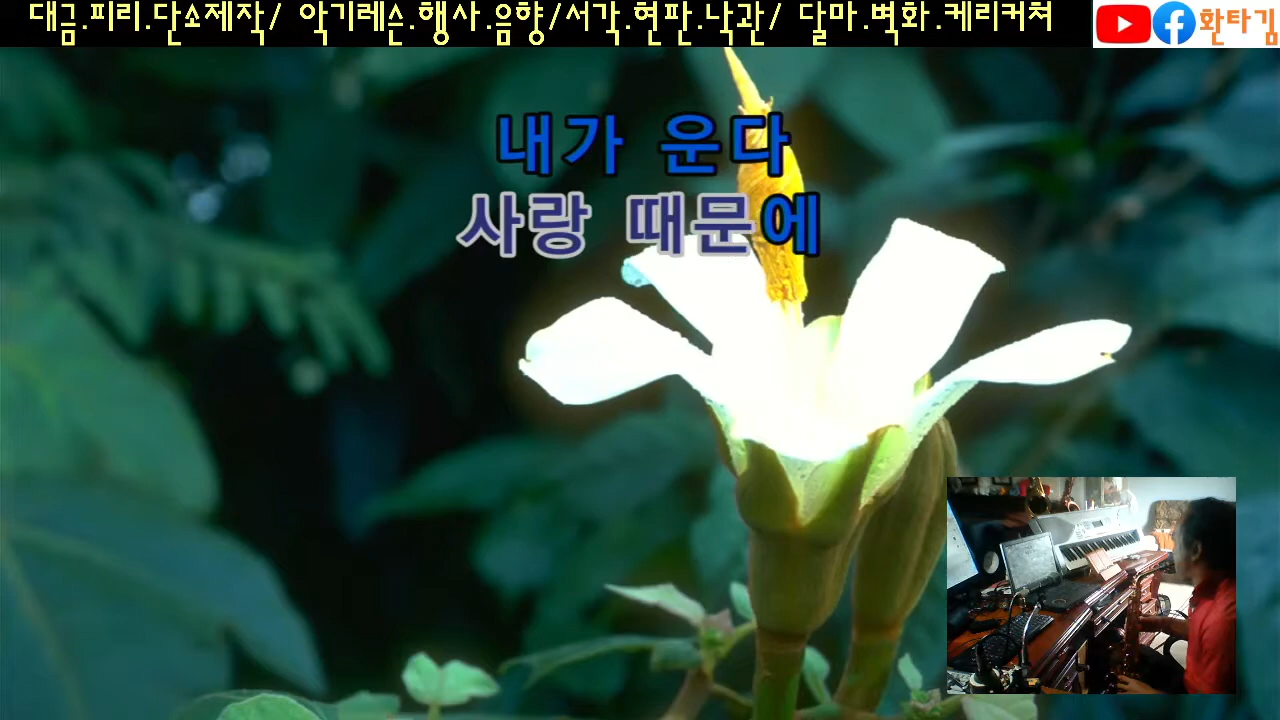 대금.피리.단소제작/ 악기레슨.행사.음향/서각.현판.낙관/ 달마.벽화.케리커쳐 환타김
내가 운다
사랑 때문에